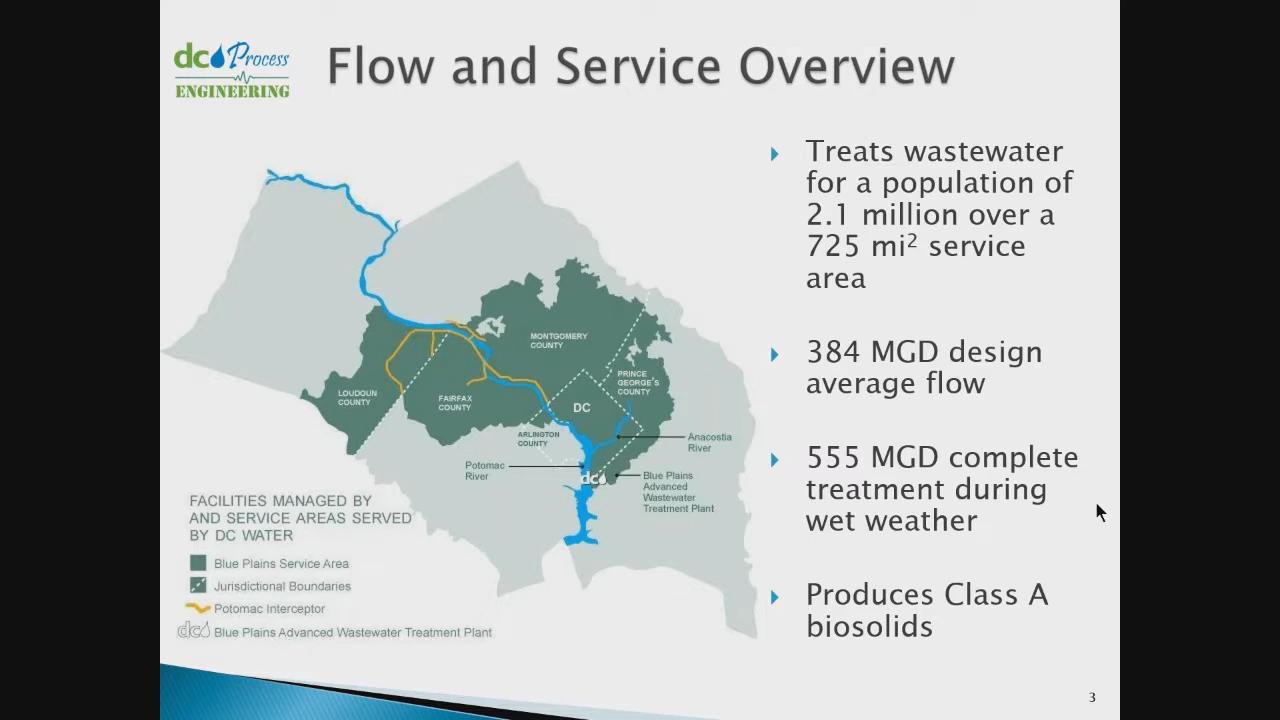 dc Process
ENGINEERING
Flow and Service Overview
Treats wastewater
for a population of
2.1 million over a
725 mi² service
area
384 MGD design
average flow
555 MGD complete
treatment during
wet weather
Produces Class A
biosolids
MONTGOMERY
COUNTY
PRINCE
GEORGE'S
COUNTY
LOUDOUN
COUNTY
FAIRFAX
COUNTY
DC
ARLINGTON
COUNTY
Anacostia
River
Potomac
River
dc
Blue Plains
Advanced
Wastewater
Treatment Plant
FACILITIES MANAGED BY
AND SERVICE AREAS SERVED
BY DC WATER
Blue Plains Service Area
Jurisdictional Boundaries
Potomac Interceptor
dc Blue Plains Advanced Wastewater Treatment Plant
3